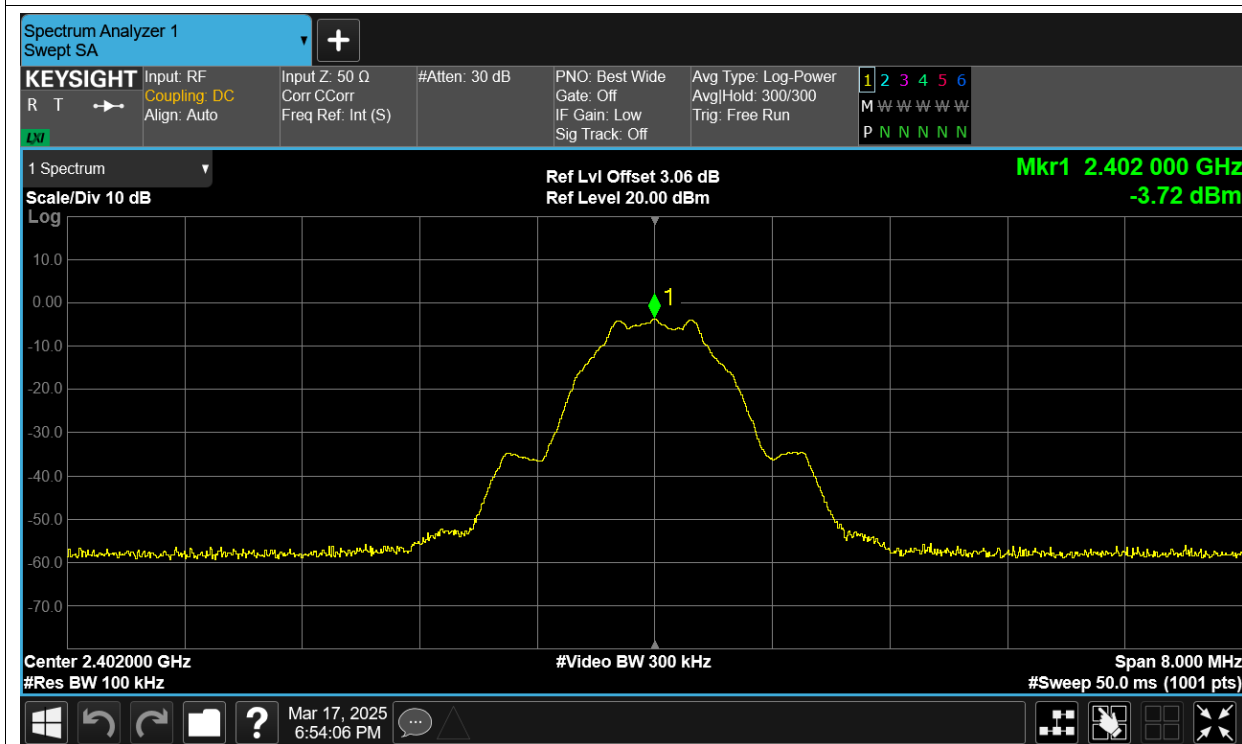 Spectrum Analyzer 1
Swept SA
KEYSIGHT
R T
LXI
Input: RF
Coupling: DC
Align: Auto
Input Z: 50 Ω
Corr CCorr
Freq Ref: Int (S)
#Atten: 30 dB
PNO: Best Wide
Gate: Off
IF Gain: Low
Sig Track: Off
Avg Type: Log-Power
Avg|Hold: 300/300
Trig: Free Run
1 2 3 4 5 6
M W W W W W
P N N N N N
1 Spectrum
Scale/Div 10 dB
Log
Ref Lvl Offset 3.06 dB
Ref Level 20.00 dBm
Mkr1 2.402 000 GHz
-3.72 dBm
10.0
0.00
1
-10.0
-20.0
-30.0
-40.0
-50.0
-60.0
-70.0
Center 2.402000 GHz
#Res BW 100 kHz
#Video BW 300 kHz
Span 8.000 MHz
#Sweep 50.0 ms (1001 pts)
?
Mar 17, 2025
6:54:06 PM